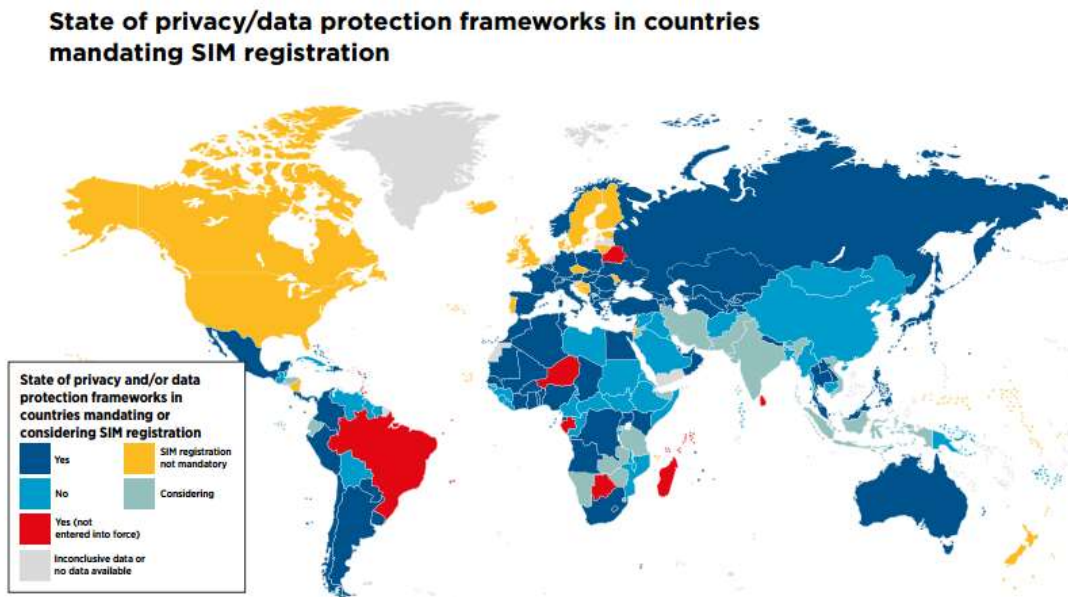 State of privacy/data protection frameworks in countries
mandating SIM registration
State of privacy and/or data
protection frameworks in
countries mandating or
considering SIM registration
Yes
SIM registration
not mandatory
No
Considering
Yes (not
entered into force)
Inconclusive data or
no data available